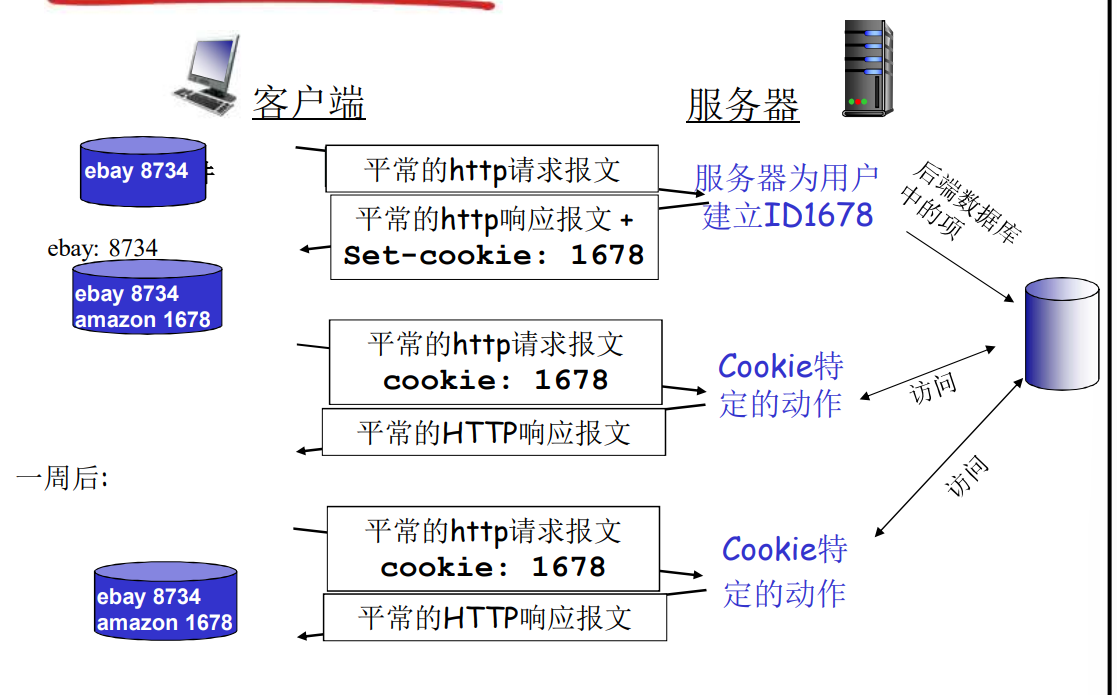 客户端
服务器
ebay 8734
平常的http请求报文
服务器为用户
建立ID1678
后端数据库
中的项
平常的http响应报文 +
Set-cookie: 1678
ebay: 8734
ebay 8734
amazon 1678
平常的http请求报文
cookie: 1678
Cookie特
定的动作
访问
平常的HTTP响应报文
一周后:
访问
平常的http请求报文
cookie: 1678
Cookie特
定的动作
ebay 8734
amazon 1678
平常的HTTP响应报文